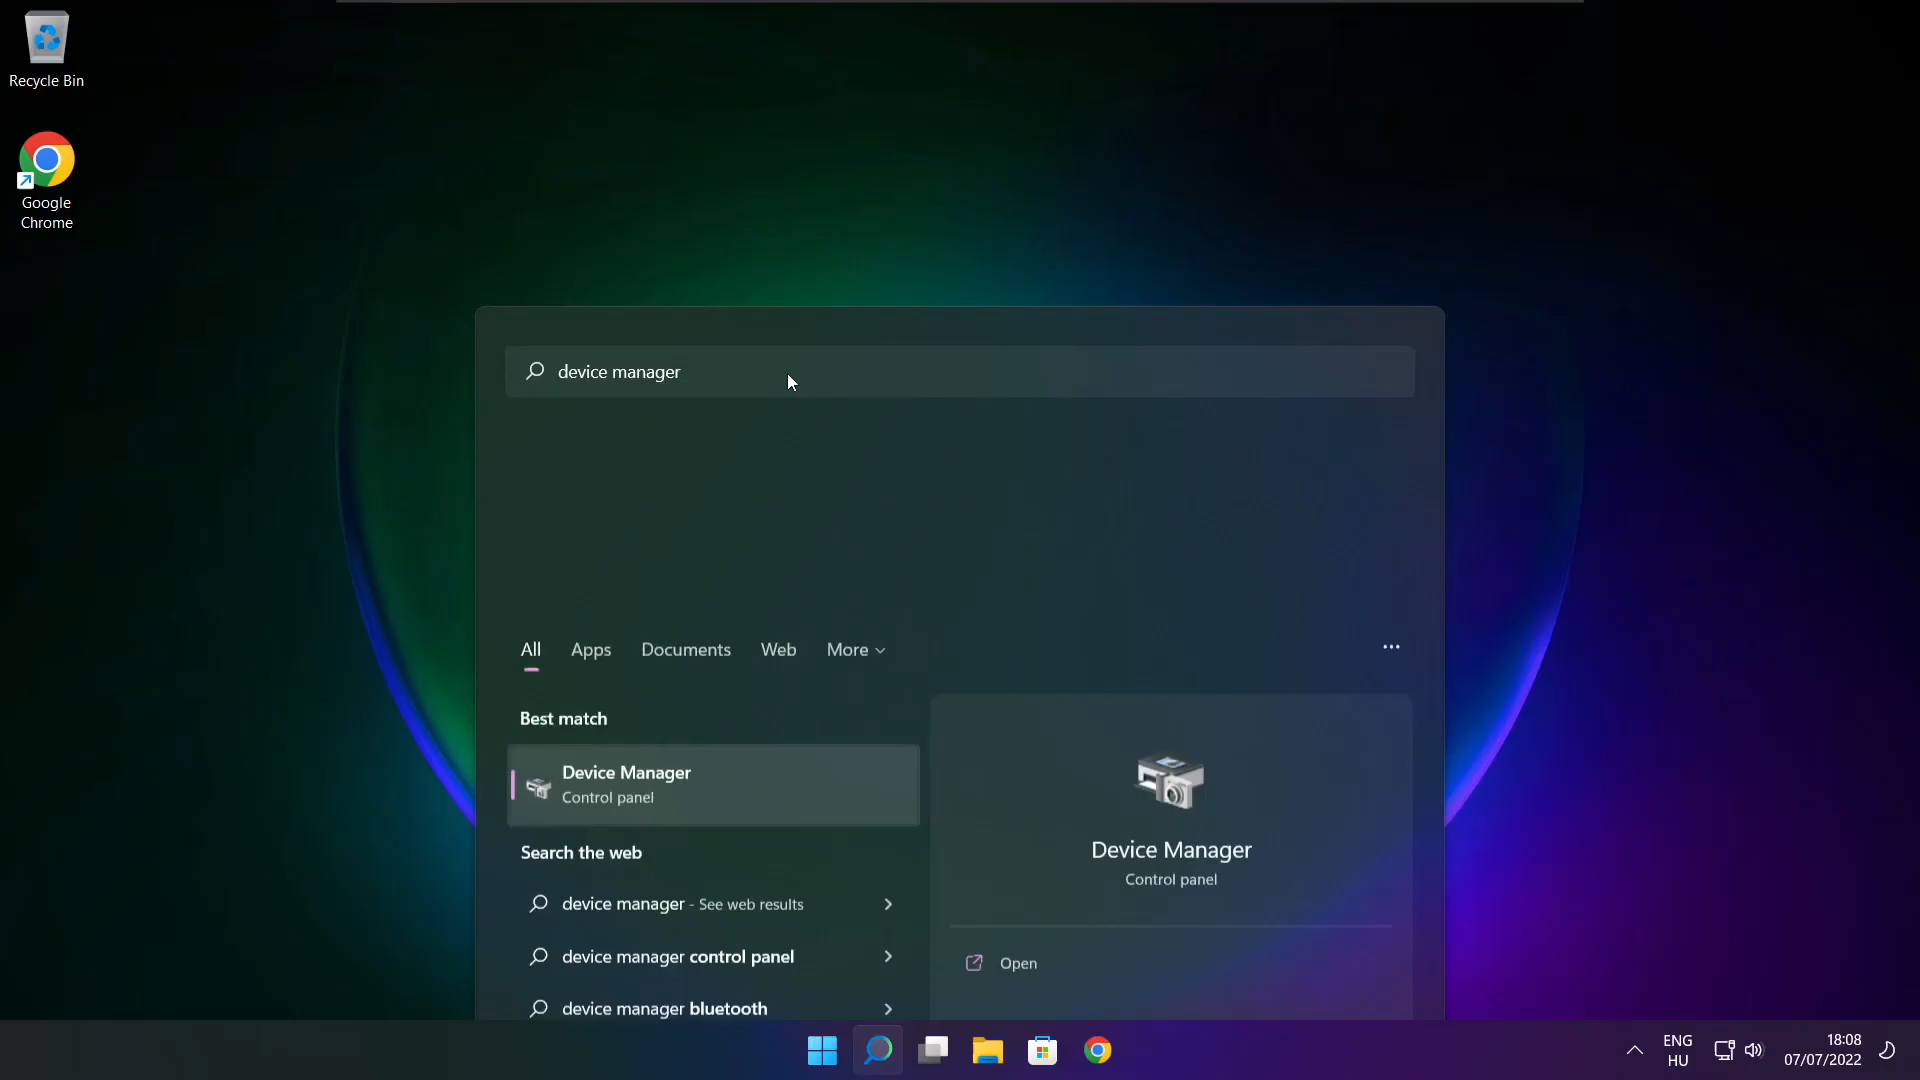 Recycle Bin
Google
Chrome
device manager
All Apps Documents Web More
Best match
Device Manager
Control panel
Search the web
device manager - See web results
device manager control panel
device manager bluetooth
Device Manager
Control panel
Open
ENG
HU
18:08
07/07/2022